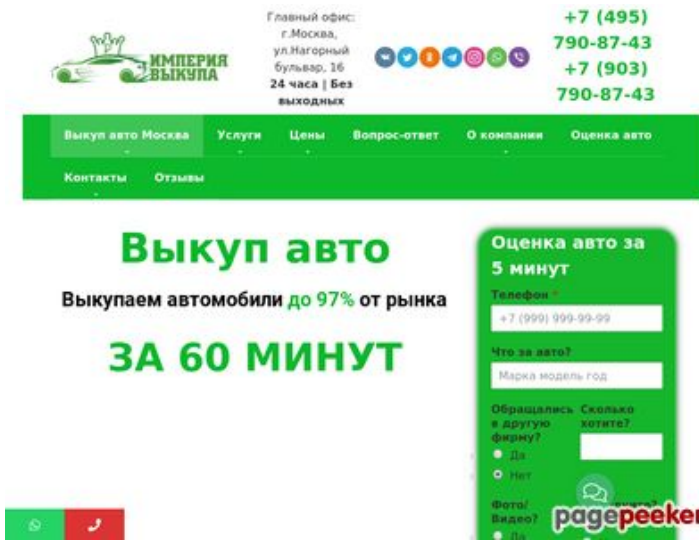 ИМПЕРИЯ
ВЫКУПА
Главный офис:
г.Москва,
ул.Нагорный
бульвар, 16
24 часа | Без
выходных
+7 (495)
790-87-43
+7 (903)
790-87-43
Выкуп авто Москва Услуги Цены Вопрос-ответ О компании Оценка авто
Контакты Отзывы
Выкуп авто
Выкупаем автомобили до 97% от рынка
ЗА 60 МИНУТ
Оценка авто за
5 минут
Телефон *
+7 (999) 999-99-99
Что за авто?
Марка модель год
Обращались
в другую
фирму?
Сколько
хотите?
Да
Нет
Фото/
Видео?
Да
pagepeeker